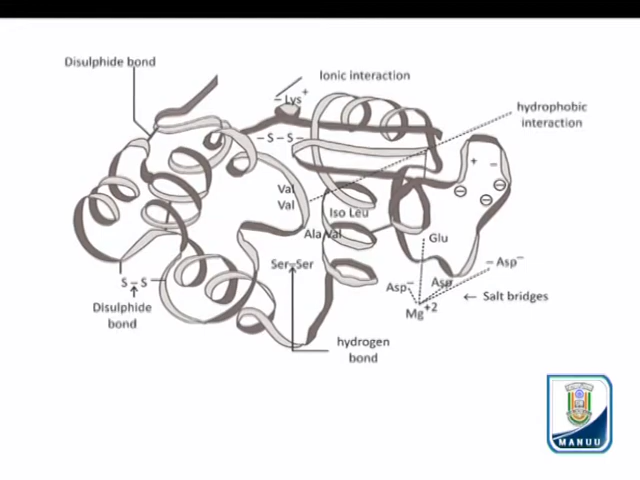 Disulphide bond
Ionic interaction
– Lys+
hydrophobic
interaction
– S – S –
+ –
Val
Val
Iso Leu
Ala Val
Glu
Ser–Ser
– Asp–
S – S
Asp–
Asp
Salt bridges
Disulphide
bond
Mg+2
hydrogen
bond
MANUU